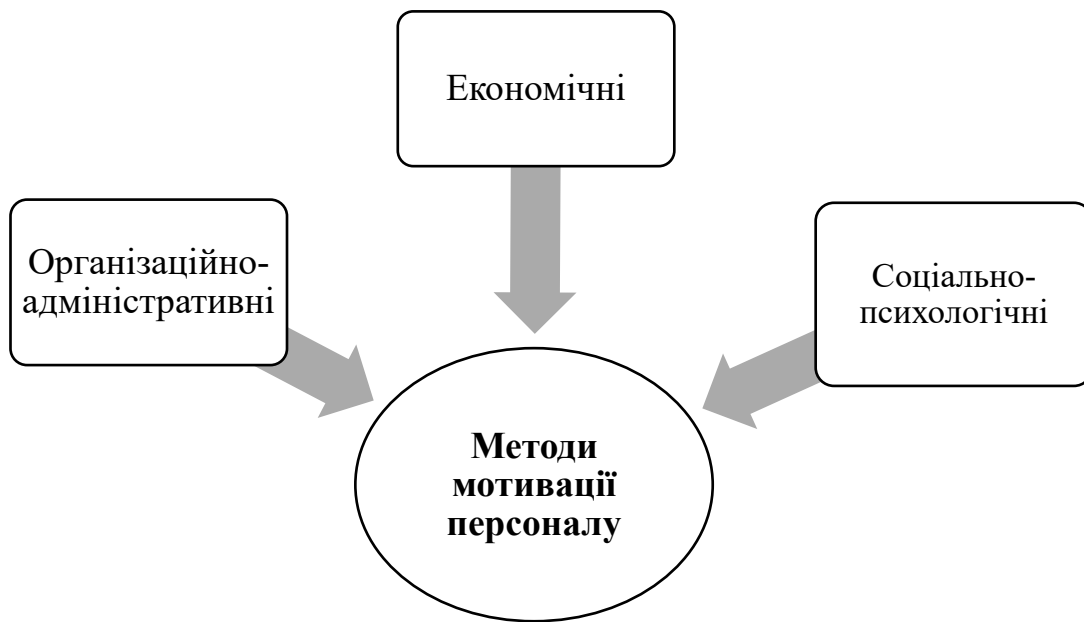 Економічні
Організаційно-
адміністративні
Соціально-
психологічні
Методи
мотивації
персоналу